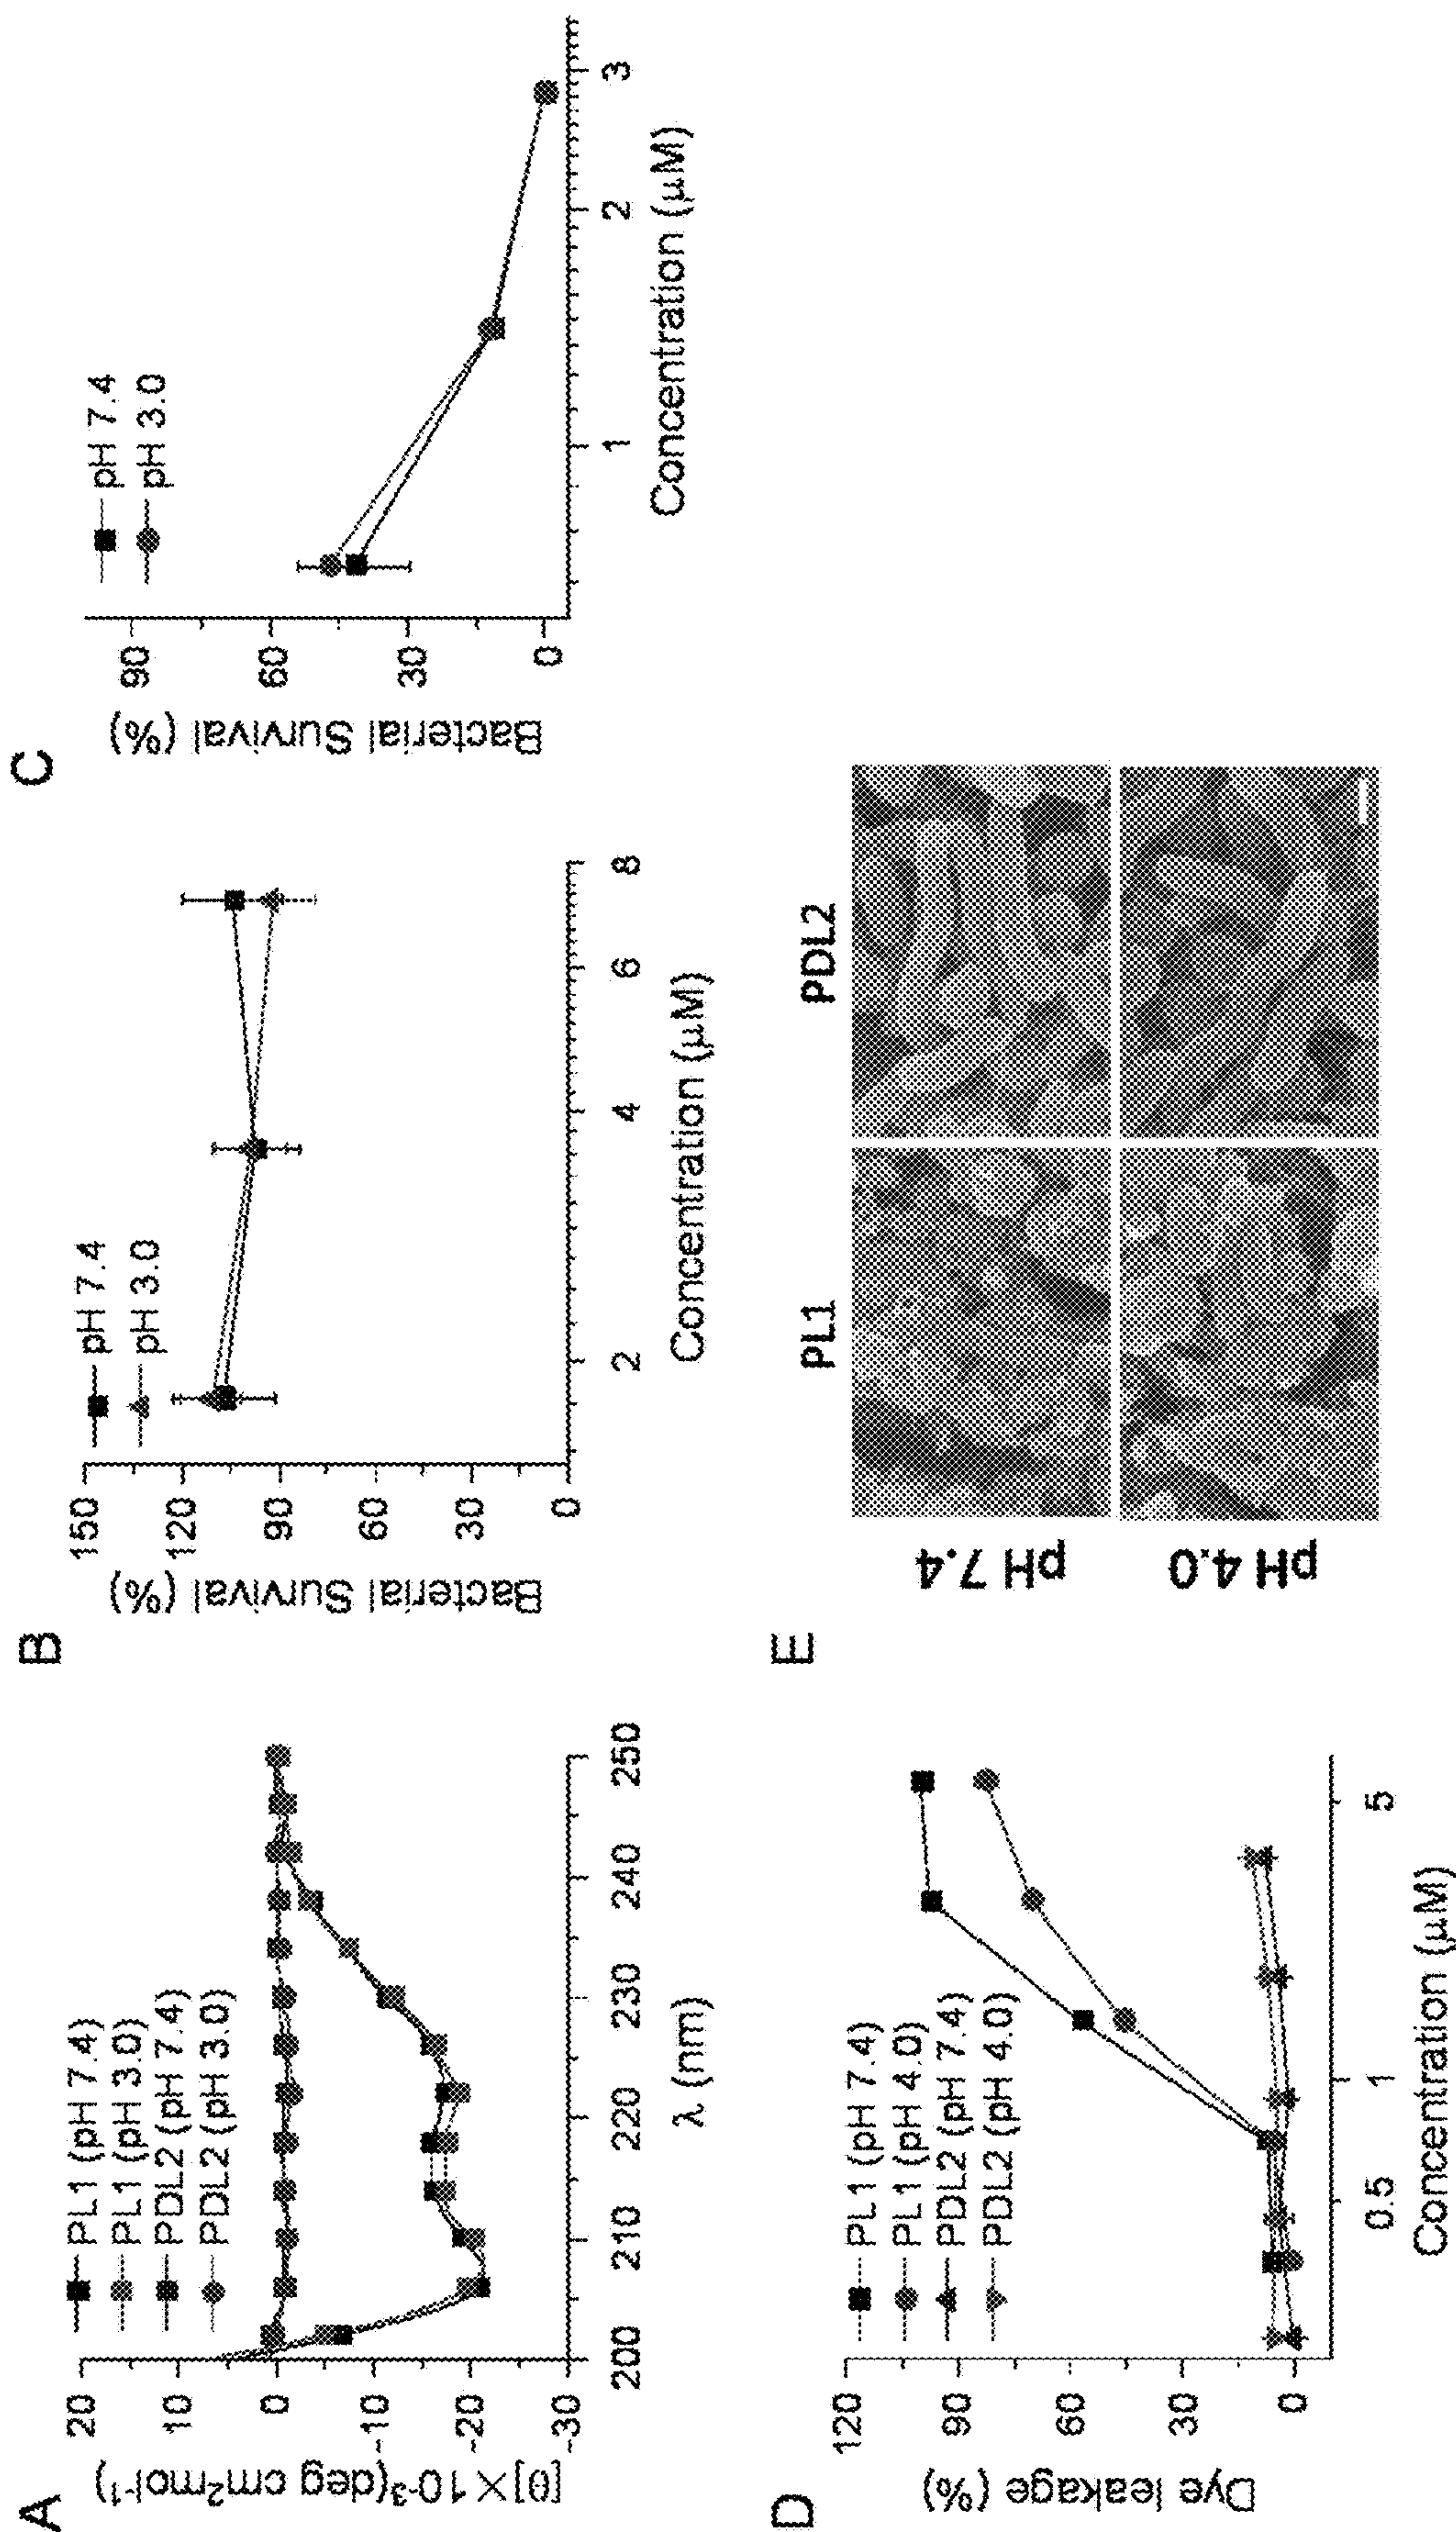 A
[θ]×10⁻³(deg cm²mol⁻¹)
20
10
0
-10
-20
-30
PL1 (pH 7.4)
PL1 (pH 3.0)
PDL2 (pH 7.4)
PDL2 (pH 3.0)
200 210 220 230 240 250
λ (nm)
B
Bacterial Survival (%)
150
120
90
60
30
0
pH 7.4
pH 3.0
2 4 6 8
Concentration (μM)
C
Bacterial Survival (%)
90
60
30
0
pH 7.4
pH 3.0
1 2 3
Concentration (μM)
D
Dye leakage (%)
120
90
60
30
0
PL1 (pH 7.4)
PL1 (pH 4.0)
PDL2 (pH 7.4)
PDL2 (pH 4.0)
0.5 1 5
Concentration (μM)
E
PL1 PDL2
pH 7.4
pH 4.0